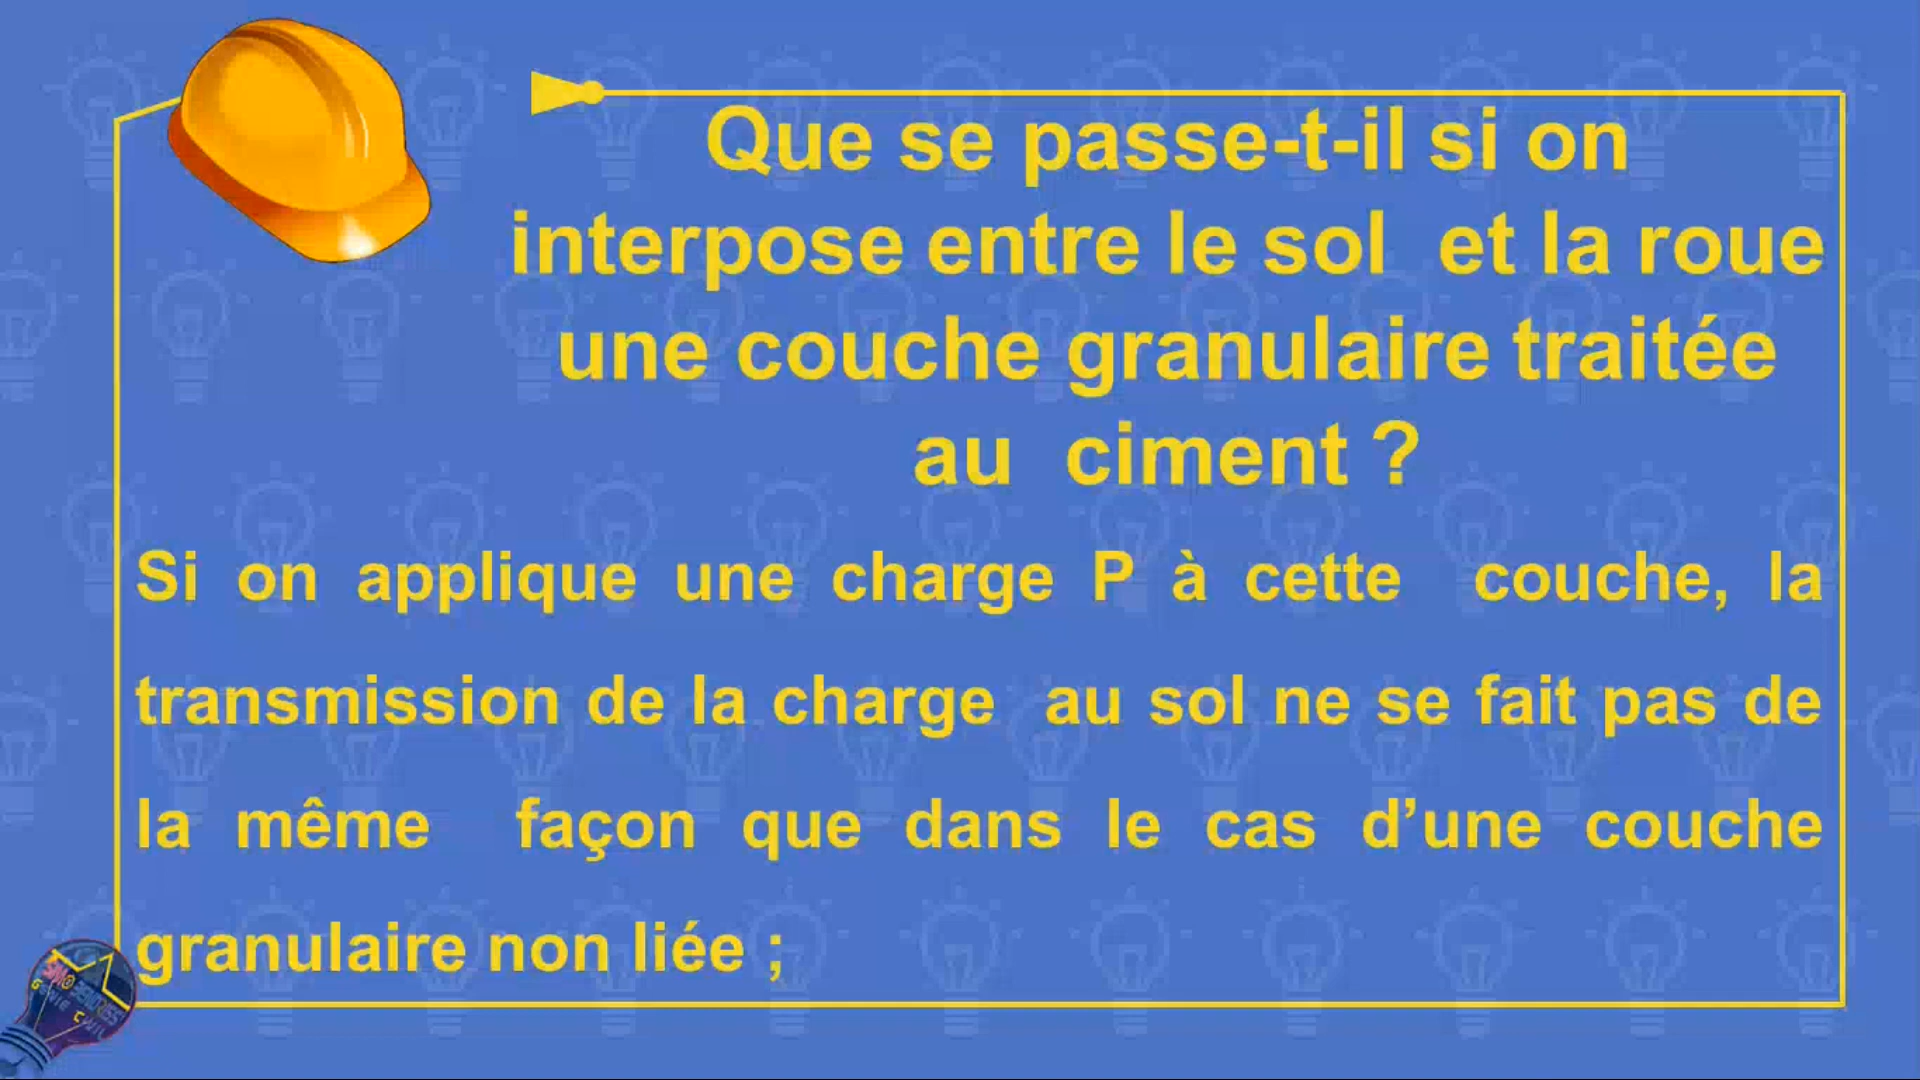 Que se passe-t-il si on
interpose entre le sol et la roue
une couche granulaire traitée
au ciment ?
Si on applique une charge P à cette couche, la
transmission de la charge au sol ne se fait pas de
la même façon que dans le cas d’une couche
granulaire non liée ;